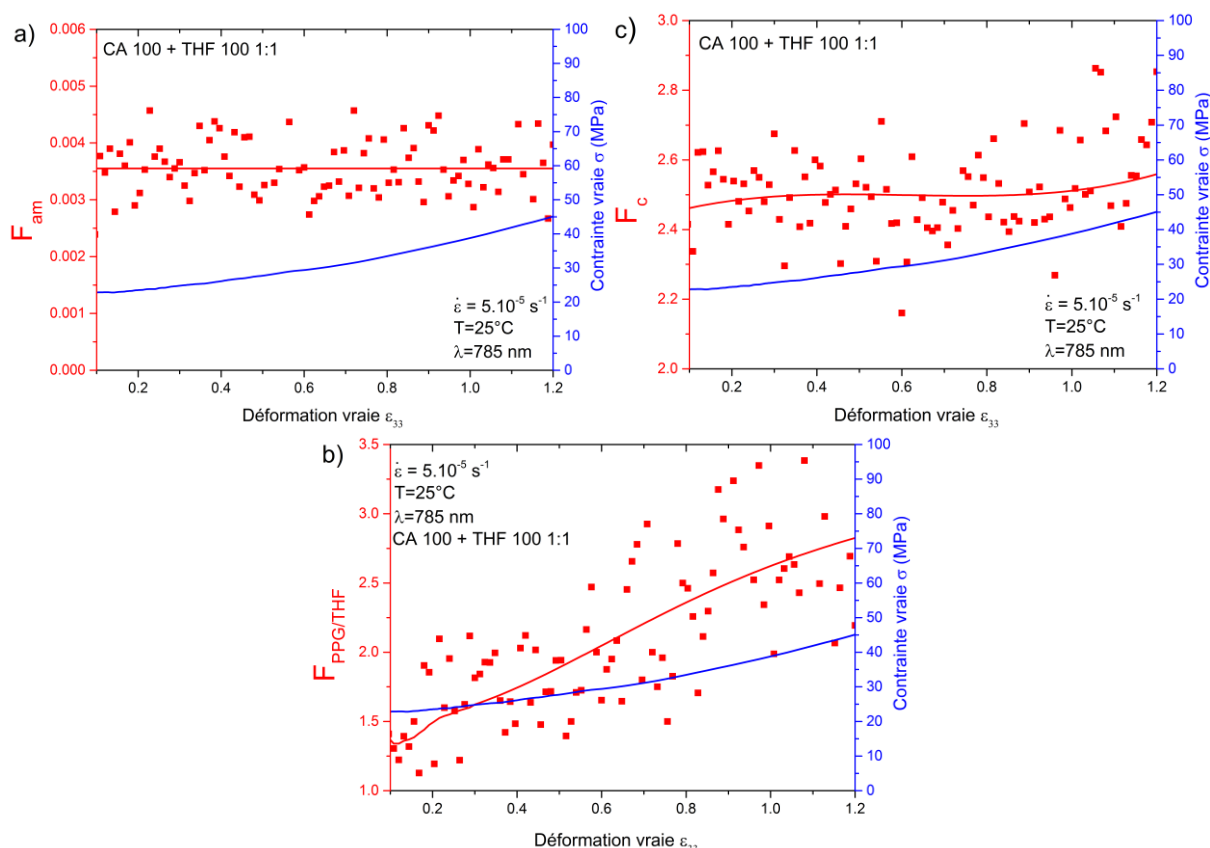 a)
CA 100 + THF 100 1:1
0.006
0.005
0.004
0.003
0.002
0.001
0.000
F_am
100
90
80
70
60
50
40
30
20
10
0
Contrainte vraie σ (MPa)
ε̇ = 5.10⁻⁵ s⁻¹
T=25°C
λ=785 nm
0.2 0.4 0.6 0.8 1.0 1.2
Déformation vraie ε₃₃
c)
CA 100 + THF 100 1:1
3.0
2.8
2.6
2.4
2.2
2.0
F_c
100
90
80
70
60
50
40
30
20
10
0
Contrainte vraie σ (MPa)
ε̇ = 5.10⁻⁵ s⁻¹
T=25°C
λ=785 nm
0.2 0.4 0.6 0.8 1.0 1.2
Déformation vraie ε₃₃
b)
ε̇ = 5.10⁻⁵ s⁻¹
T=25°C
λ=785 nm
CA 100 + THF 100 1:1
3.5
3.0
2.5
2.0
1.5
1.0
F_PPG/THF
100
90
80
70
60
50
40
30
20
10
0
Contrainte vraie σ (MPa)
0.2 0.4 0.6 0.8 1.0 1.2
Déformation vraie ε₃₃